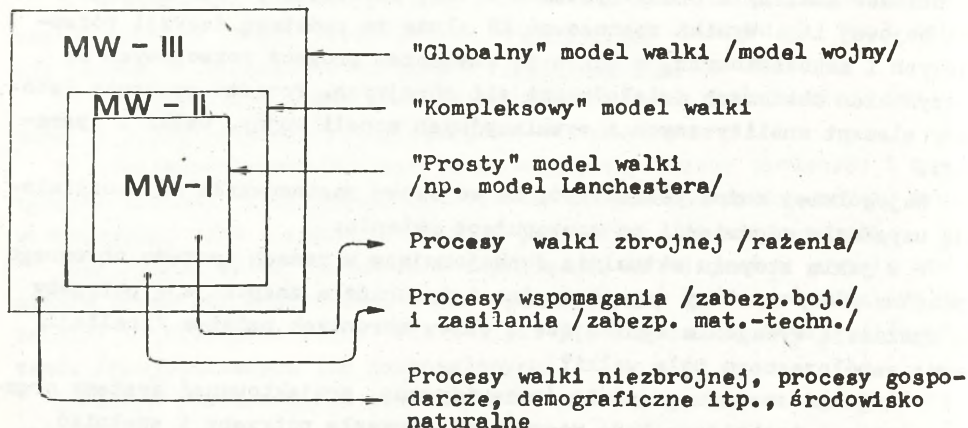 MW - III
"Globalny" model walki /model wojny/
MW - II
"Kompleksowy" model walki
"Prosty" model walki
/np. model Lanchestera/
MW-I
Procesy walki zbrojnej /rażenia/
Procesy wspomagania /zabezp.boj./
i zasilania /zabezp. mat.-techn./
Procesy walki niezbrojnej, procesy gospo-
darcze, demograficzne itp., środowisko
naturalne